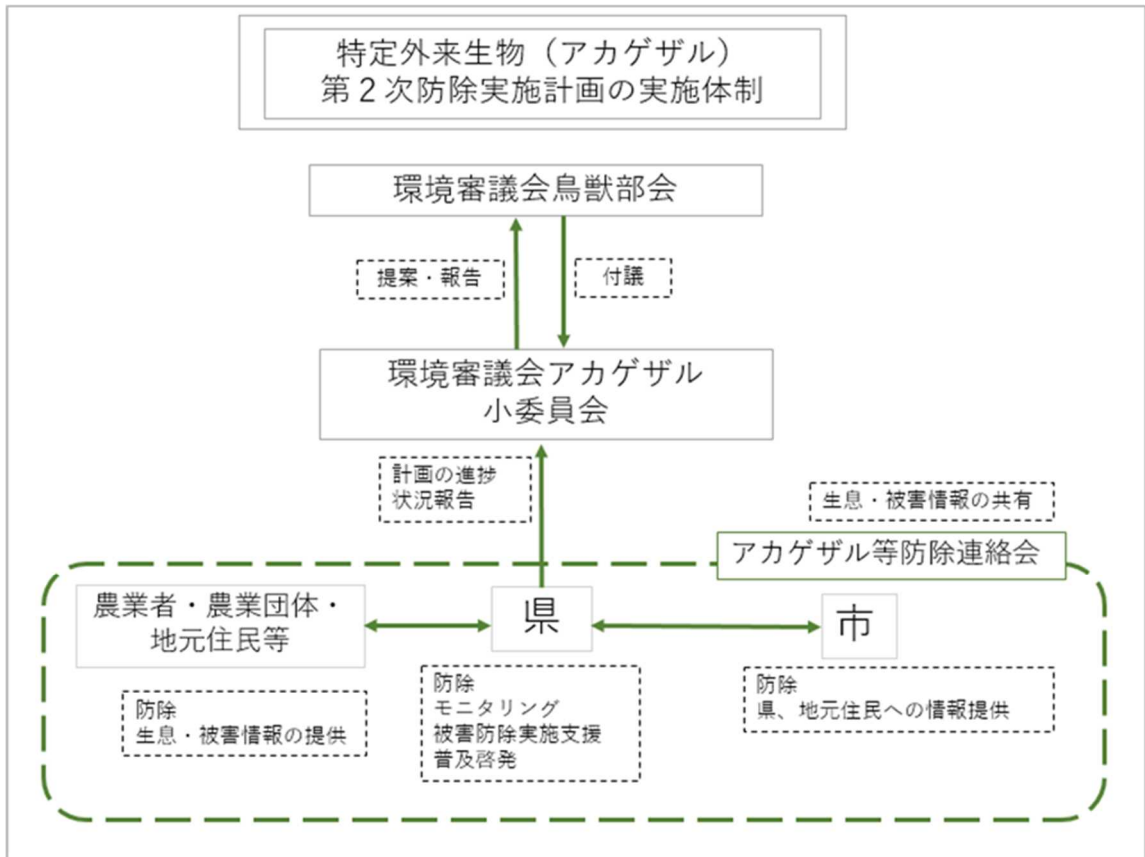 特定外来生物（アカゲザル）
第２次防除実施計画の実施体制
環境審議会鳥獣部会
提案・報告
付議
環境審議会アカゲザル
小委員会
計画の進捗
状況報告
生息・被害情報の共有
アカゲザル等防除連絡会
農業者・農業団体・
地元住民等
県
市
防除
生息・被害情報の提供
防除
モニタリング
被害防除実施支援
普及啓発
防除
県、地元住民への情報提供